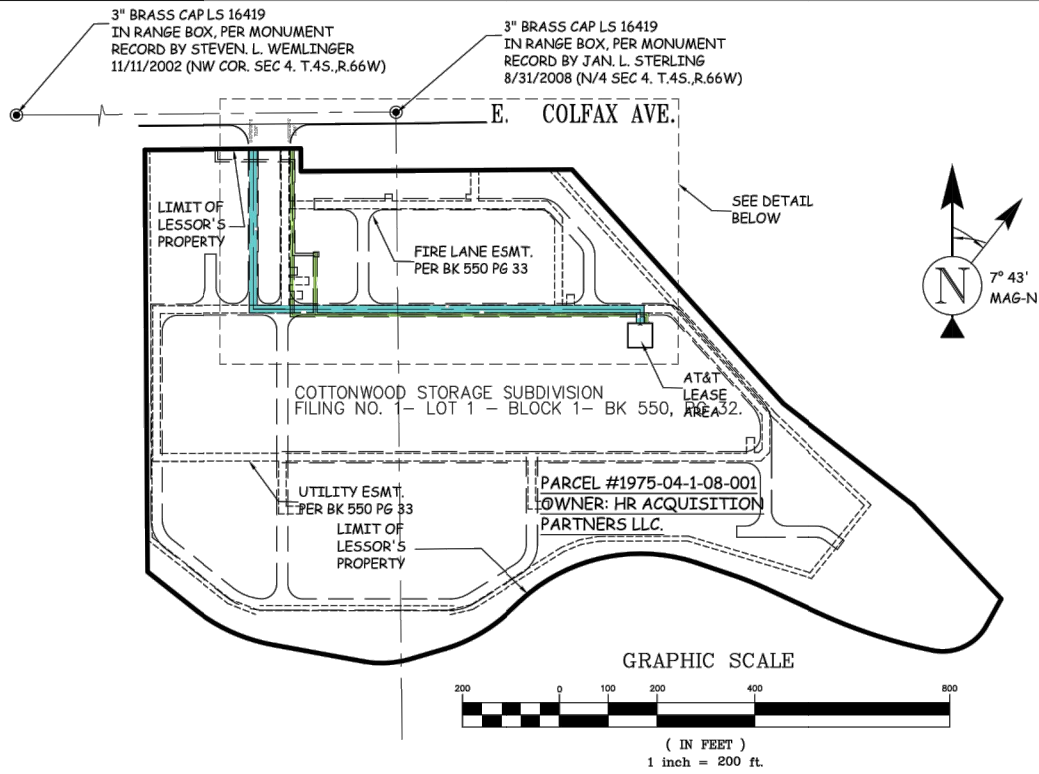 3" BRASS CAP LS 16419
IN RANGE BOX, PER MONUMENT
RECORD BY STEVEN. L. WEMLINGER
11/11/2002 (NW COR. SEC 4. T.4S.,R.66W)
3" BRASS CAP LS 16419
IN RANGE BOX, PER MONUMENT
RECORD BY JAN. L. STERLING
8/31/2008 (N/4 SEC 4. T.4S.,R.66W)
E. COLFAX AVE.
LIMIT OF
LESSOR'S
PROPERTY
FIRE LANE ESMT.
PER BK 550 PG 33
SEE DETAIL
BELOW
N
7° 43'
MAG-N
AT&T
LEASE
AREA
COTTONWOOD STORAGE SUBDIVISION
FILING NO. 1- LOT 1 - BLOCK 1- BK 550, PG 32.
UTILITY ESMT.
PER BK 550 PG 33
PARCEL #1975-04-1-08-001
OWNER: HR ACQUISITION
PARTNERS LLC.
LIMIT OF
LESSOR'S
PROPERTY
GRAPHIC SCALE
200 0 100 200 400 800
( IN FEET )
1 inch = 200 ft.